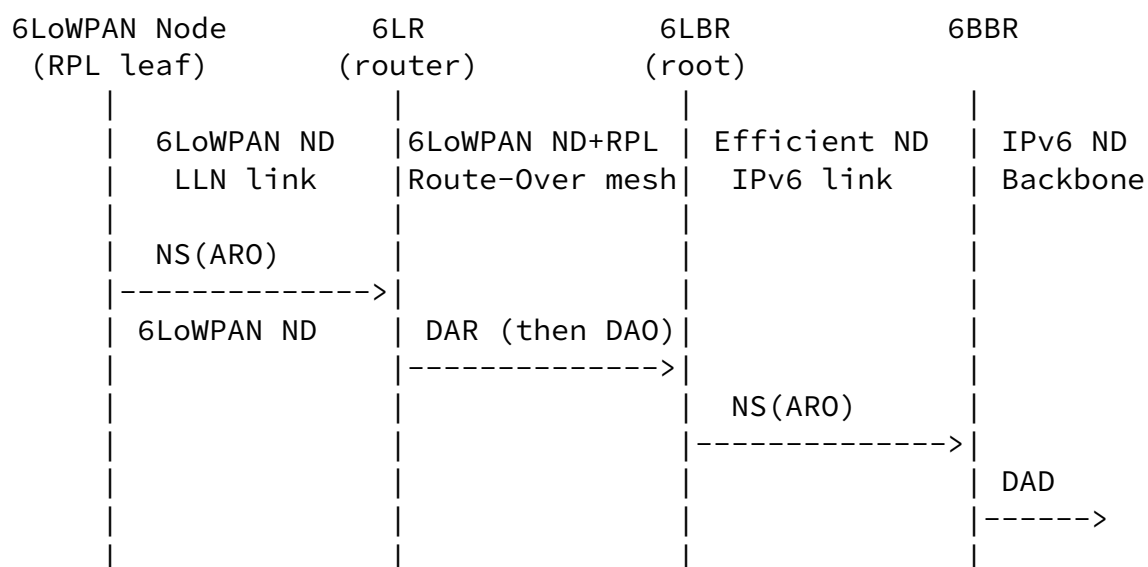 6LoWPAN Node 6LR 6LBR 6BBR
(RPL leaf) (router) (root)
6LoWPAN ND 6LoWPAN ND+RPL Efficient ND IPv6 ND
LLN link Route-Over mesh IPv6 link Backbone
NS(ARO)
6LoWPAN ND DAR (then DAO)
NS(ARO)
DAD